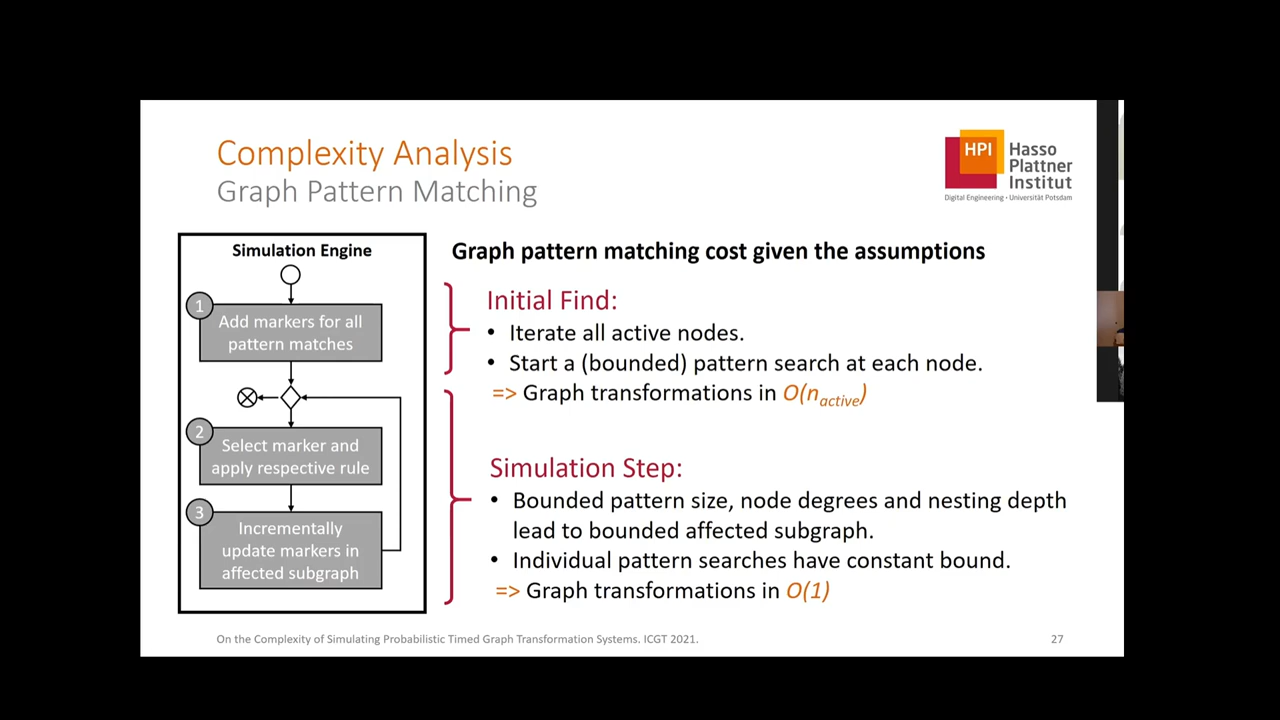 Complexity Analysis
Graph Pattern Matching
HPI
Hasso
Plattner
Institut
Digital Engineering • Universität Potsdam
Simulation Engine
1
Add markers for all
pattern matches
2
Select marker and
apply respective rule
3
Incrementally
update markers in
affected subgraph
Graph pattern matching cost given the assumptions
Initial Find:
• Iterate all active nodes.
• Start a (bounded) pattern search at each node.
=> Graph transformations in O(nactive)
Simulation Step:
• Bounded pattern size, node degrees and nesting depth
lead to bounded affected subgraph.
• Individual pattern searches have constant bound.
=> Graph transformations in O(1)
On the Complexity of Simulating Probabilistic Timed Graph Transformation Systems. ICGT 2021.
27